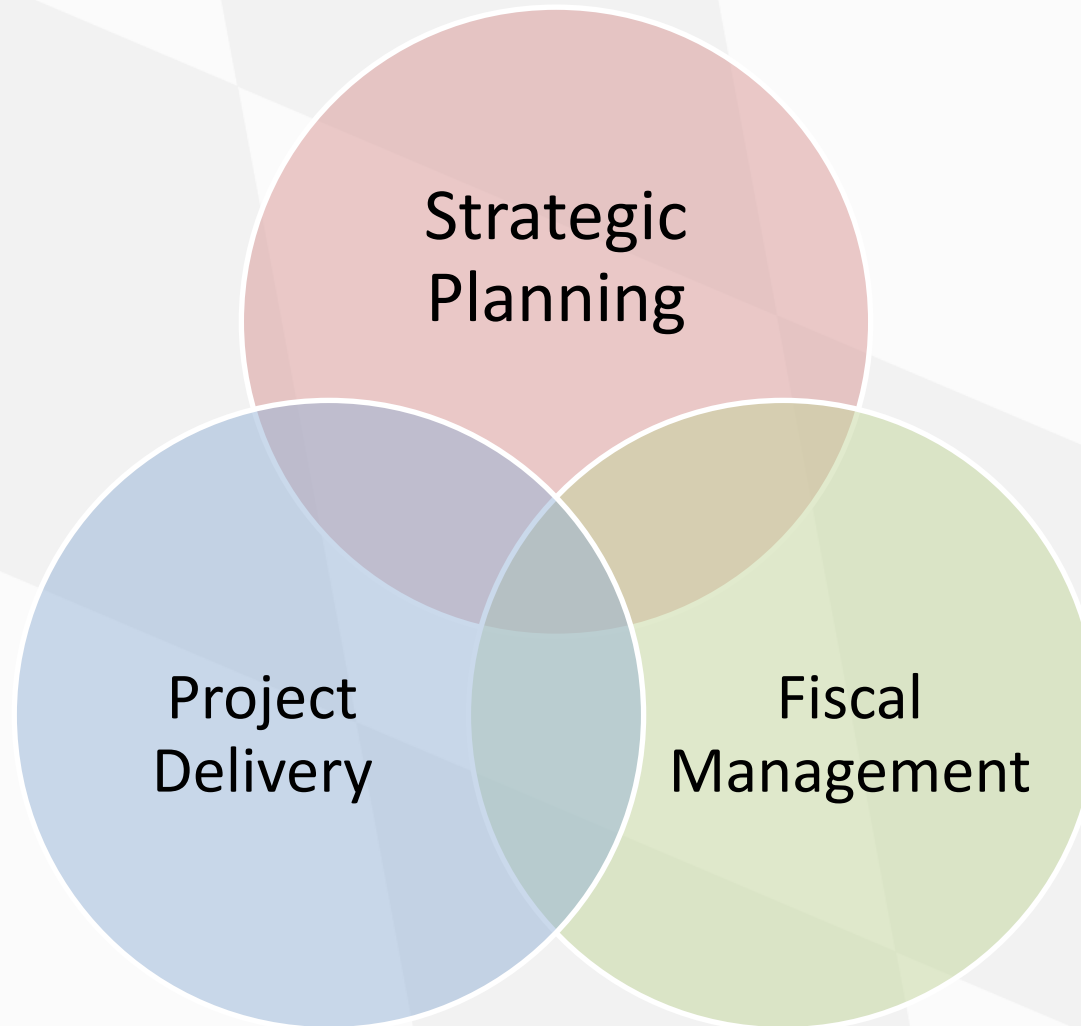 Strategic
Planning
Project
Delivery
Fiscal
Management